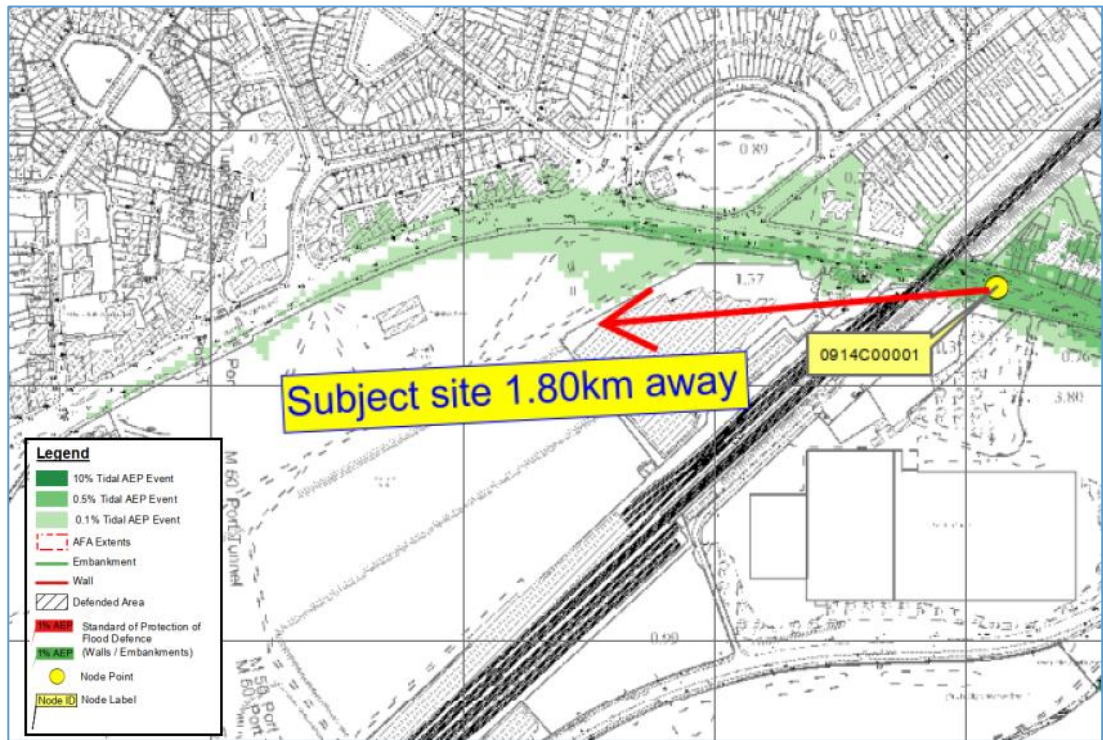 0.89
1.37
0914C00001
Subject site 1.80km away
3.80
0.99
M 50 Port Tunnel
Legend
10% Tidal AEP Event
0.5% Tidal AEP Event
0.1% Tidal AEP Event
AFA Extents
Embankment
Wall
Defended Area
1% AEP Standard of Protection of
Flood Defence
1% AEP (Walls / Embankments)
Node Point
Node ID Node Label